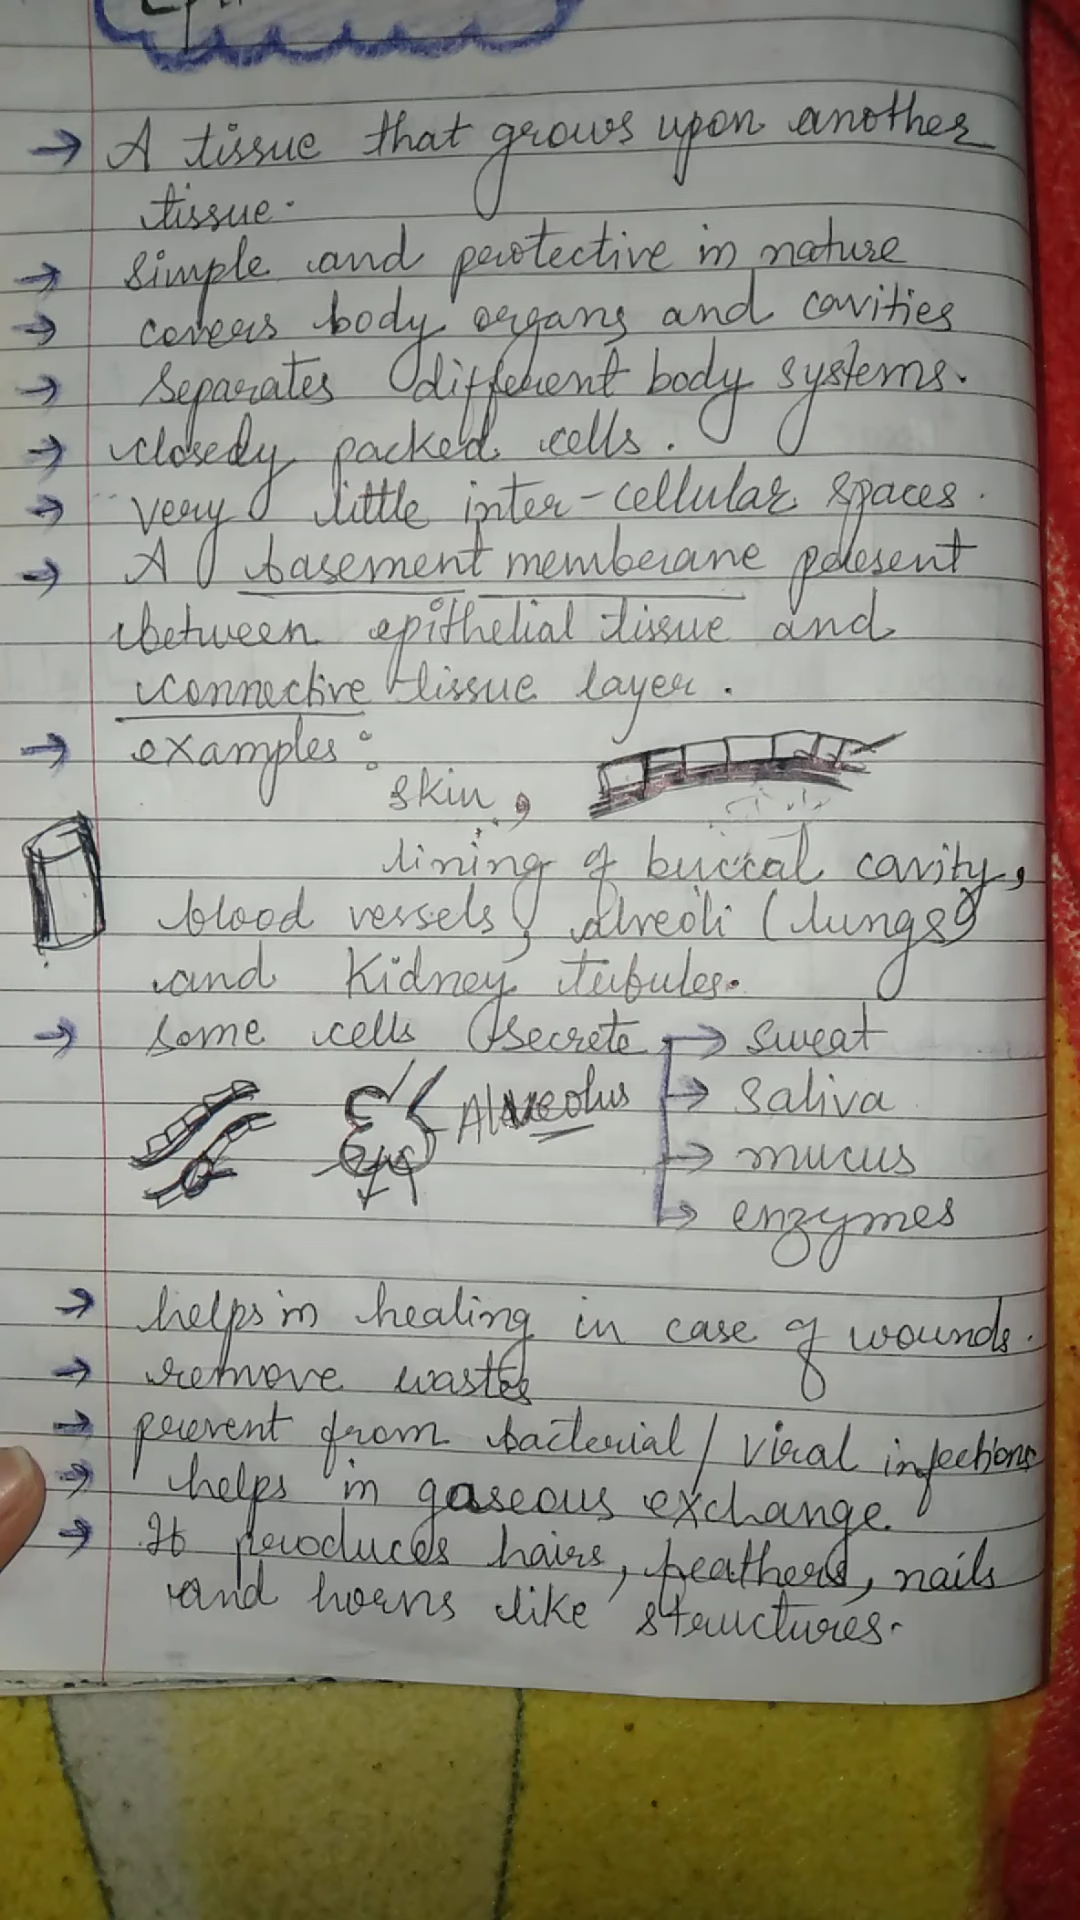 → A tissue that grows upon another
tissue.
→ simple and protective in nature
→ covers body organs and cavities
→ separates different body systems.
→ closedy packed cells.
→ very little inter-cellular spaces.
→ A basement memberane present
between epithelial tissue and
connective tissue layer.
→ examples:
skin,
lining of buccal cavity,
blood vessels, alveoli (lungs)
and Kidney tubules.
→ some cells secrete → sweat
Alveolus → saliva
→ mucus
→ enzymes
→ helps in healing in case of wounds.
→ remove wastes
→ prevent from bacterial / viral infections
→ helps in gaseous exchange.
→ It produces hairs, feathers, nails
and horns like structures.